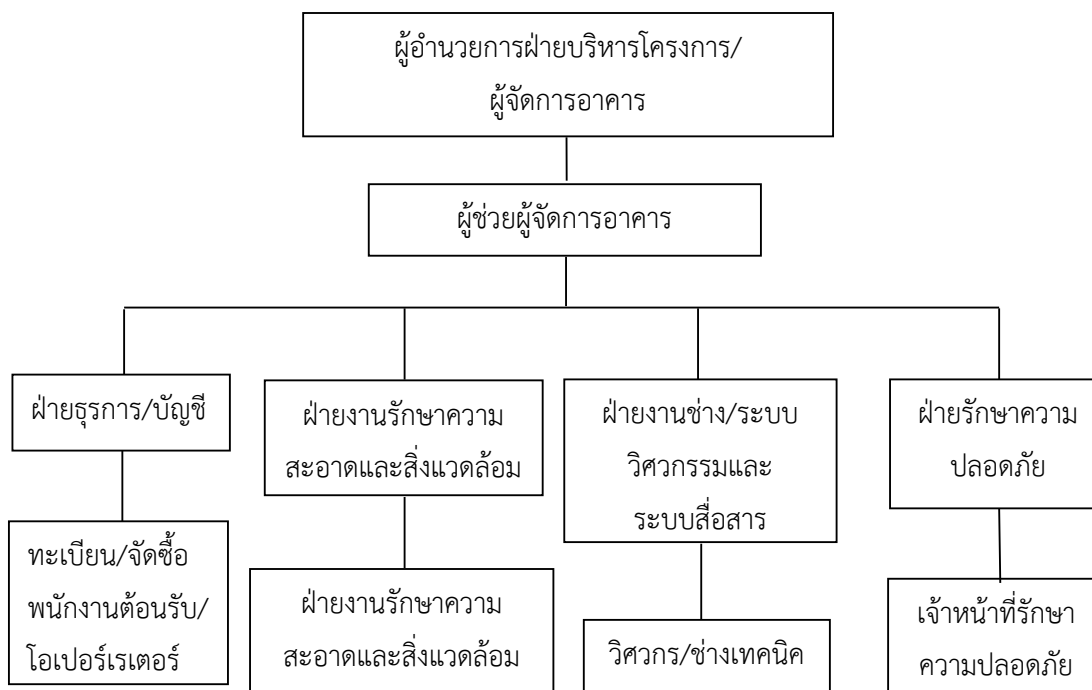 ผู้อำนวยการฝ่ายบริหารโครงการ/
ผู้จัดการอาคาร
ผู้ช่วยผู้จัดการอาคาร
ฝ่ายธุรการ/บัญชี
ฝ่ายงานรักษาความ
สะอาดและสิ่งแวดล้อม
ฝ่ายงานช่าง/ระบบ
วิศวกรรมและ
ระบบสื่อสาร
ฝ่ายรักษาความ
ปลอดภัย
ทะเบียน/จัดซื้อ
พนักงานต้อนรับ/
โอเปอร์เรเตอร์
ฝ่ายงานรักษาความ
สะอาดและสิ่งแวดล้อม
วิศวกร/ช่างเทคนิค
เจ้าหน้าที่รักษา
ความปลอดภัย